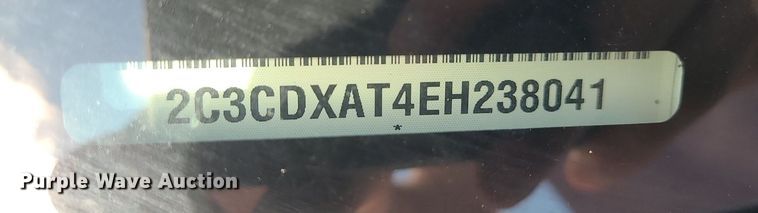 2C3CDXAT4EH238041
*
Purple Wave Auction